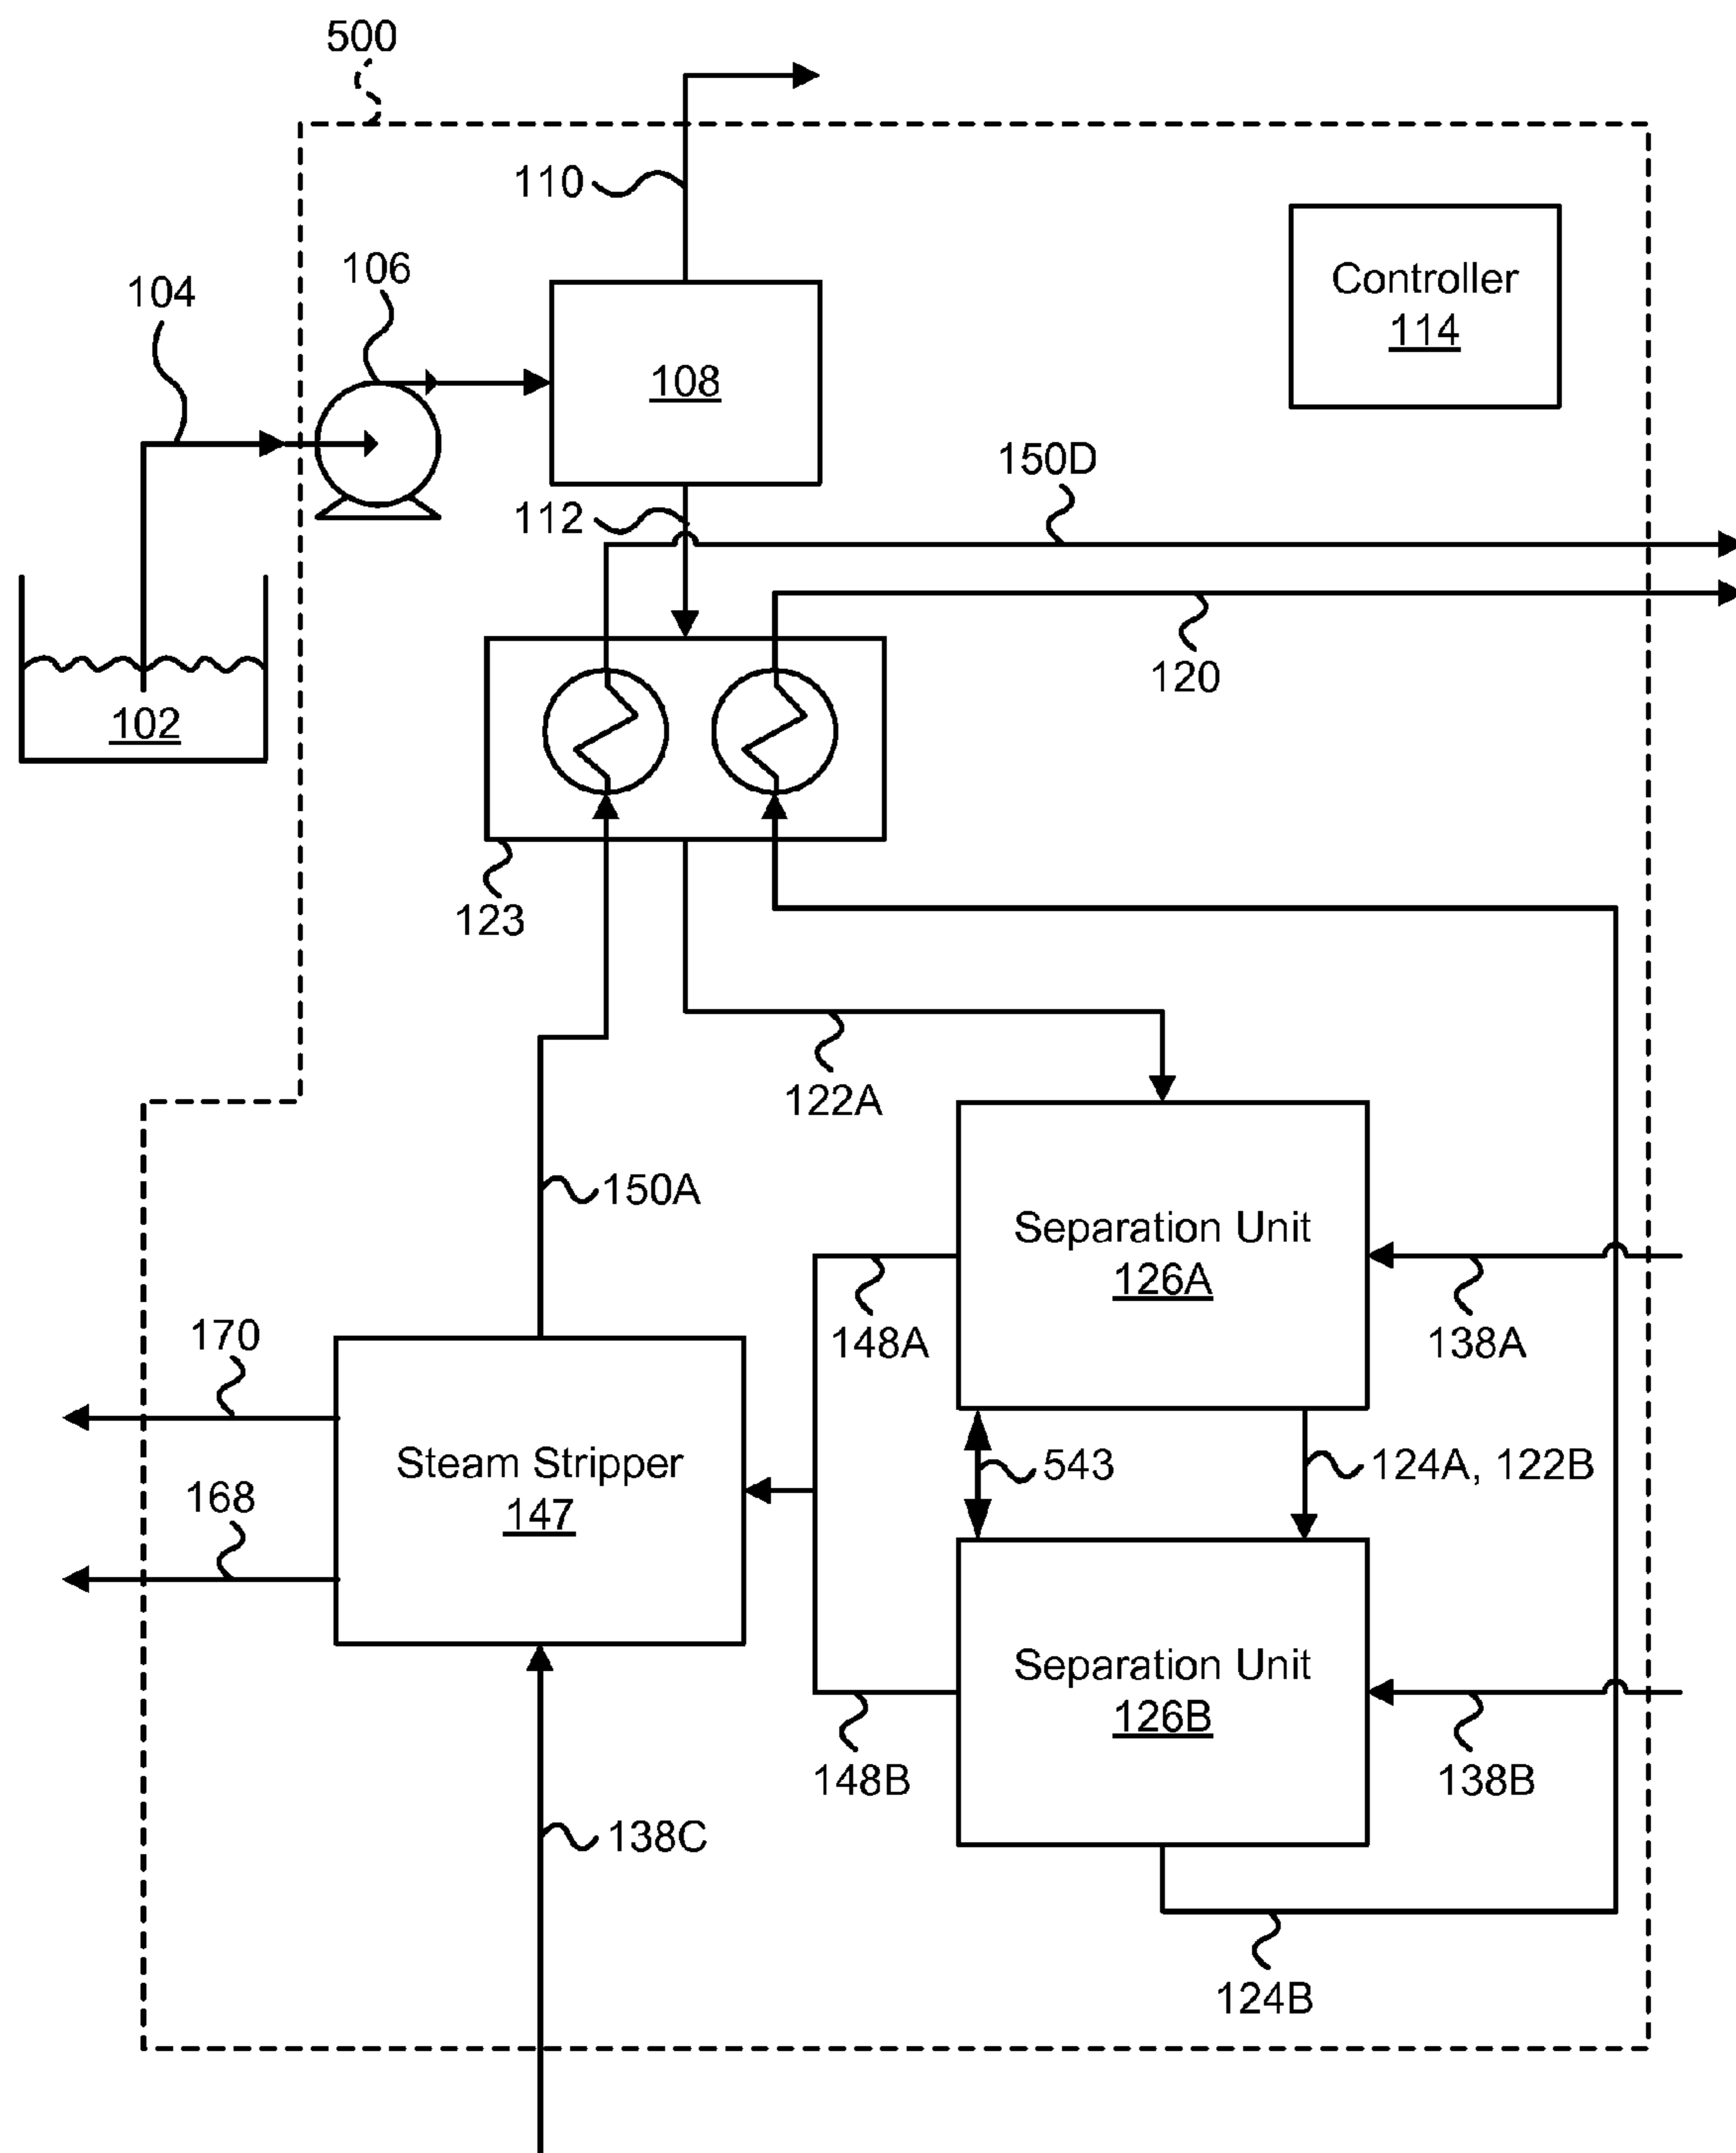 500
110
106
104
Controller
114
108
150D
112
120
102
123
122A
150A
Separation Unit
126A
148A
138A
170
Steam Stripper
147
543
124A, 122B
168
Separation Unit
126B
148B
138B
138C
124B